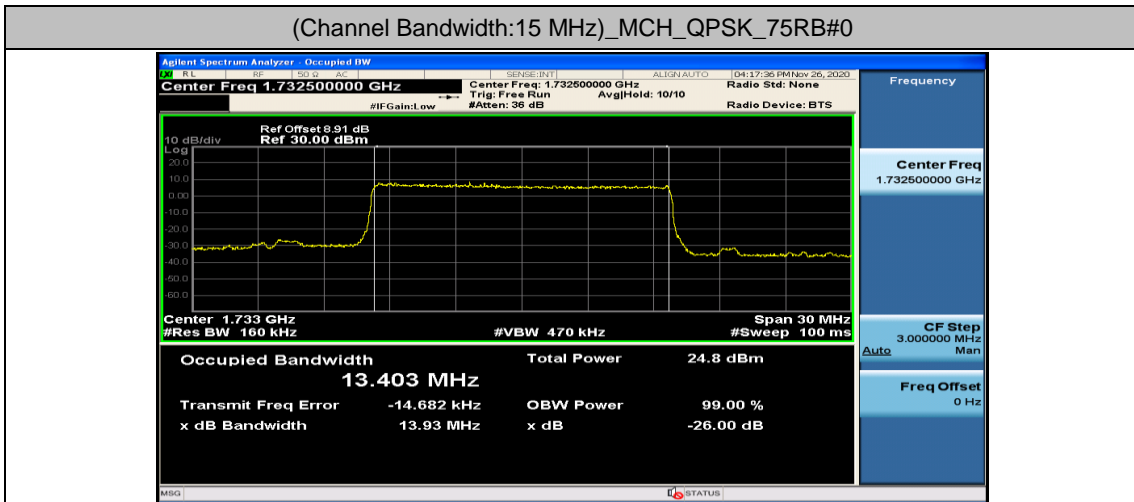 (Channel Bandwidth:15 MHz)_MCH_QPSK_75RB#0
Agilent Spectrum Analyzer - Occupied BW
LXI RL RF 50 Ω AC SENSE:INT ALIGN AUTO 04:17:36 PM Nov 26, 2020
Center Freq 1.732500000 GHz
Center Freq: 1.732500000 GHz
Radio Std: None
Trig: Free Run Avg|Hold: 10/10
#IFGain:Low #Atten: 36 dB Radio Device: BTS
Frequency
Ref Offset 8.91 dB
10 dB/div Ref 30.00 dBm
Log
20.0
10.0
0.00
-10.0
-20.0
-30.0
-40.0
-50.0
-60.0
Center 1.733 GHz Span 30 MHz
#Res BW 160 kHz #VBW 470 kHz #Sweep 100 ms
Center Freq
1.732500000 GHz
CF Step
3.000000 MHz
Auto Man
Freq Offset
0 Hz
Occupied Bandwidth Total Power 24.8 dBm
13.403 MHz
Transmit Freq Error -14.682 kHz OBW Power 99.00 %
x dB Bandwidth 13.93 MHz x dB -26.00 dB
MSG STATUS